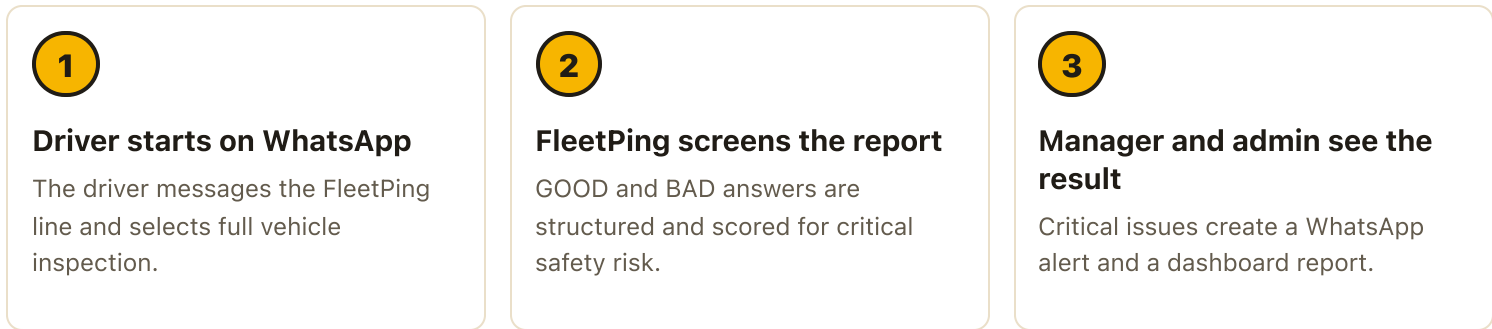 1
Driver starts on WhatsApp
The driver messages the FleetPing
line and selects full vehicle
inspection.
2
FleetPing screens the report
GOOD and BAD answers are
structured and scored for critical
safety risk.
3
Manager and admin see the
result
Critical issues create a WhatsApp
alert and a dashboard report.